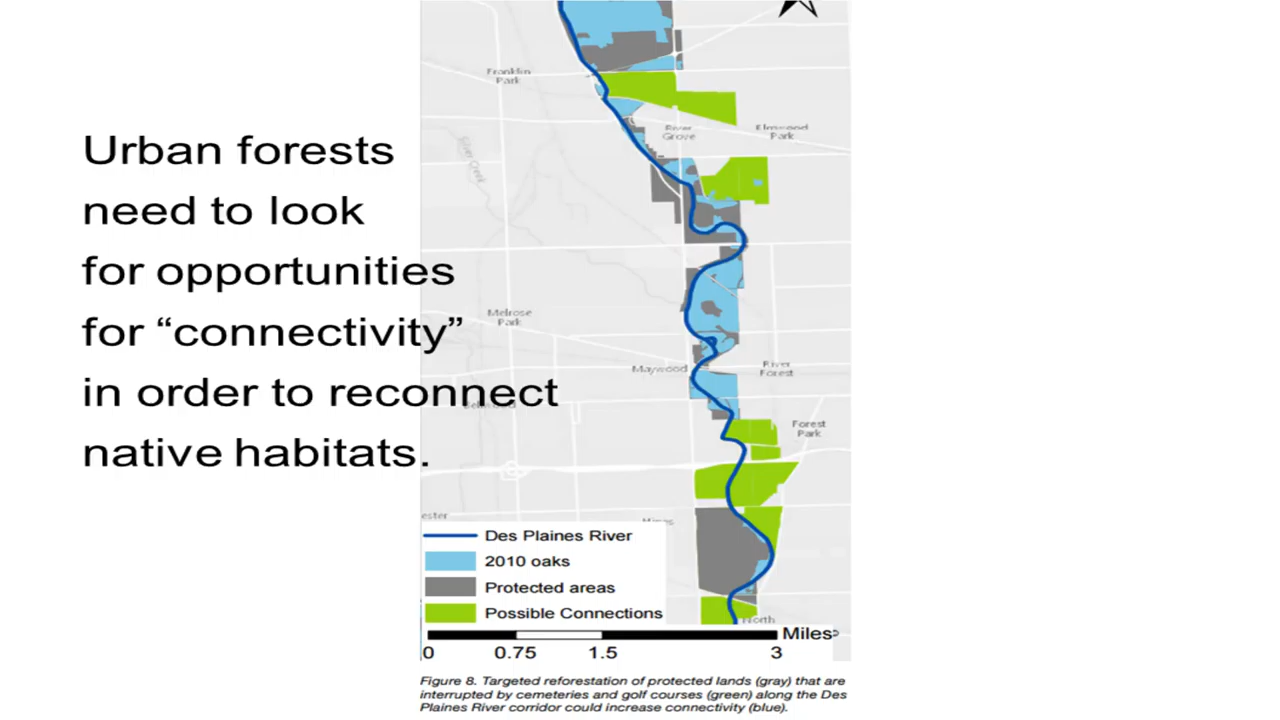 Urban forests
need to look
for opportunities
for “connectivity”
in order to reconnect
native habitats.
Franklin
Park
River
Grove
Elmwood
Park
Melrose
Park
Maywood
River
Forest
Forest
Park
North
Des Plaines River
2010 oaks
Protected areas
Possible Connections
Miles
0 0.75 1.5 3
Figure 8. Targeted reforestation of protected lands (gray) that are
interrupted by cemeteries and golf courses (green) along the Des
Plaines River corridor could increase connectivity (blue).